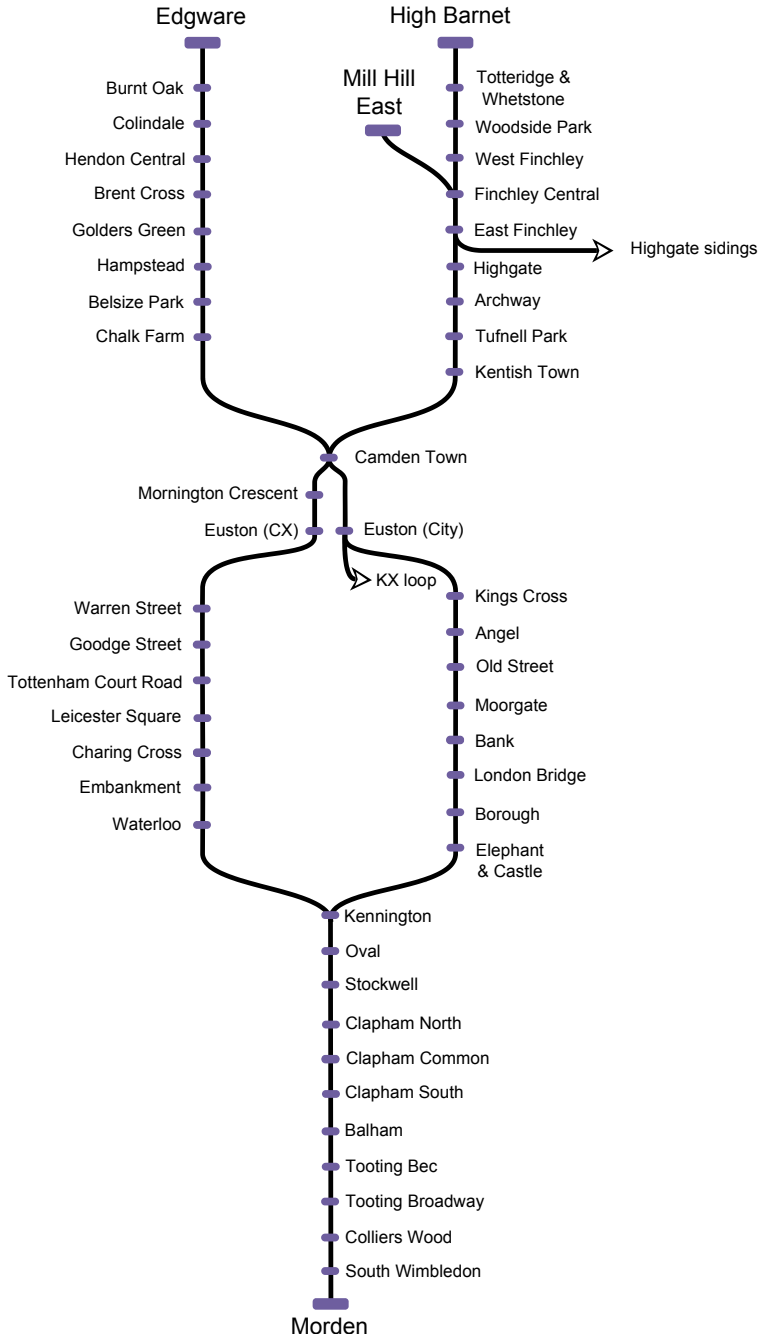 Edgware
High Barnet
Mill Hill
East
Burnt Oak
Colindale
Hendon Central
Brent Cross
Golders Green
Hampstead
Belsize Park
Chalk Farm
Totteridge &
Whetstone
Woodside Park
West Finchley
Finchley Central
East Finchley
Highgate sidings
Highgate
Archway
Tufnell Park
Kentish Town
Camden Town
Mornington Crescent
Euston (CX)
Euston (City)
KX loop
Warren Street
Goodge Street
Tottenham Court Road
Leicester Square
Charing Cross
Embankment
Waterloo
Kings Cross
Angel
Old Street
Moorgate
Bank
London Bridge
Borough
Elephant
& Castle
Kennington
Oval
Stockwell
Clapham North
Clapham Common
Clapham South
Balham
Tooting Bec
Tooting Broadway
Colliers Wood
South Wimbledon
Morden